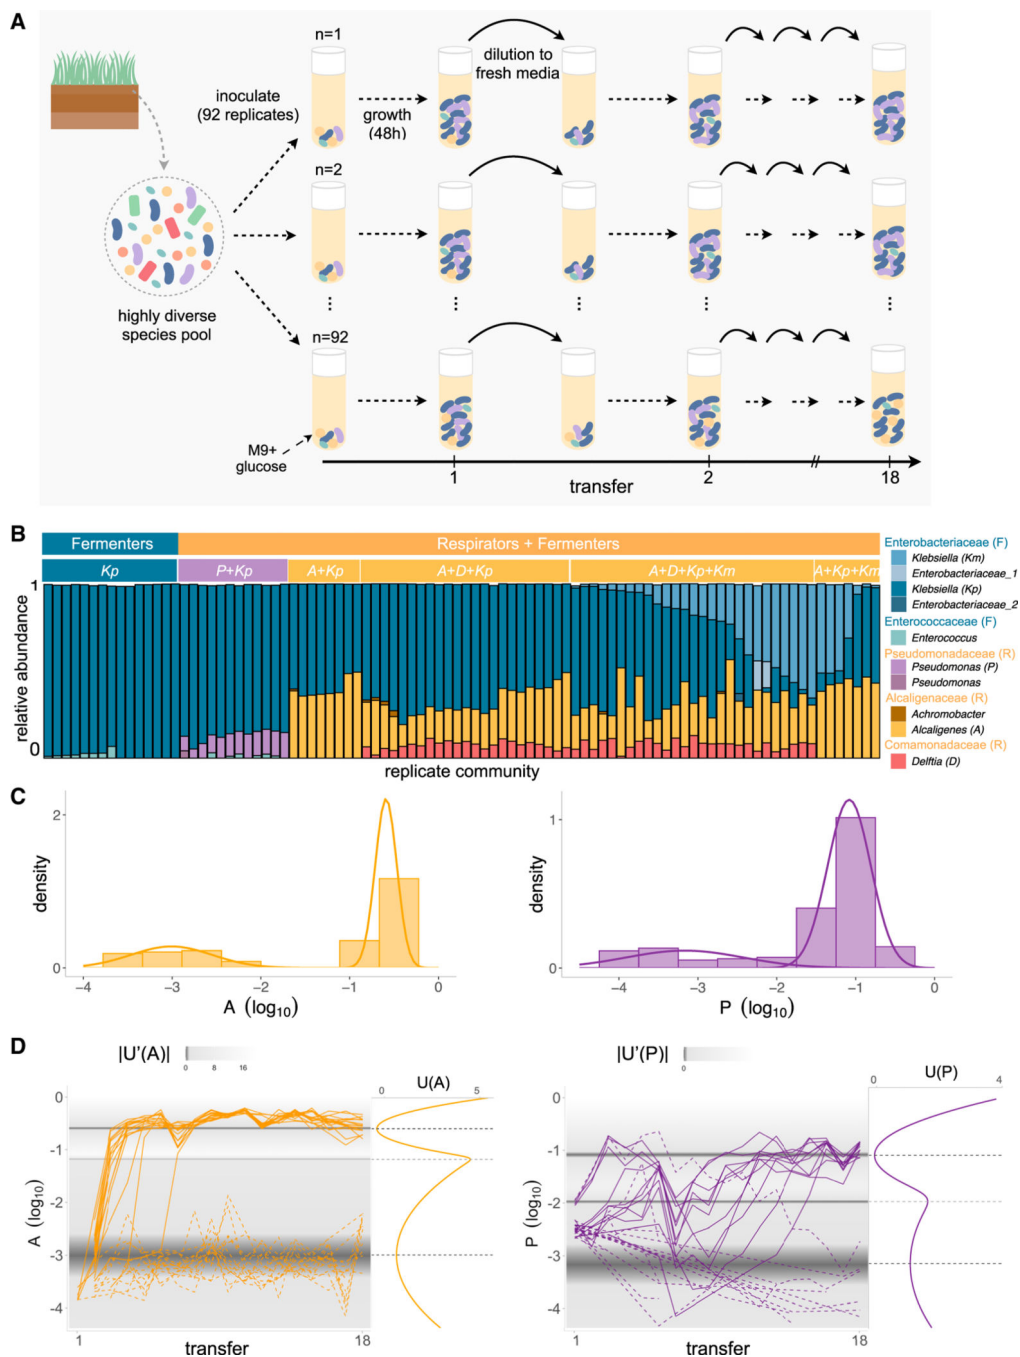 A
n=1
inoculate
(92 replicates)
growth
(48h)
dilution to
fresh media
n=2
highly diverse
species pool
n=92
M9+
glucose
1
2
18
transfer
B
Fermenters
Respirators + Fermenters
Kp
P+Kp
A+Kp
A+D+Kp
A+D+Kp+Km
A+Kp+Km
1
0
relative abundance
replicate community
Enterobacteriaceae (F)
Klebsiella (Km)
Enterobacteriaceae_1
Klebsiella (Kp)
Enterobacteriaceae_2
Enterococcaceae (F)
Enterococcus
Pseudomonadaceae (R)
Pseudomonas (P)
Pseudomonas
Alcaligenaceae (R)
Achromobacter
Alcaligenes (A)
Comamonadaceae (R)
Delftia (D)
C
2
1
0
density
-4 -3 -2 -1 0
A (log10)
1
0
density
-4 -3 -2 -1 0
P (log10)
D
|U'(A)|
0 8 16
U(A)
0 5
0
-1
-2
-3
-4
A (log10)
1 18
transfer
|U'(P)|
0
U(P)
0 4
0
-1
-2
-3
-4
P (log10)
1 18
transfer